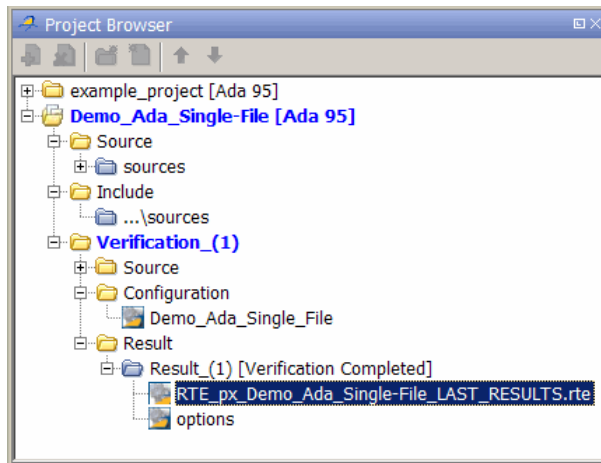 Project Browser
example_project [Ada 95]
Demo_Ada_Single-File [Ada 95]
Source
sources
Include
...\sources
Verification_(1)
Source
Configuration
Demo_Ada_Single_File
Result
Result_(1) [Verification Completed]
RTE_px_Demo_Ada_Single-File_LAST_RESULTS.rte
options